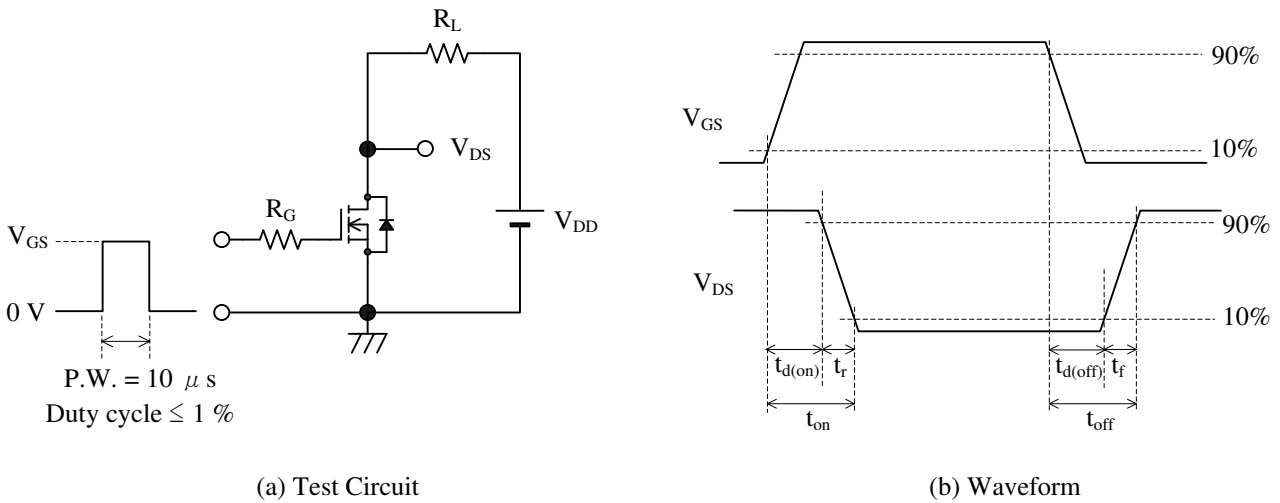 R_L
V_DS
R_G
V_DD
V_GS
0 V
P.W. = 10 μ s
Duty cycle ≤ 1 %
(a) Test Circuit
V_GS
90%
10%
V_DS
90%
10%
t_d(on) t_r t_d(off) t_f
t_on t_off
(b) Waveform